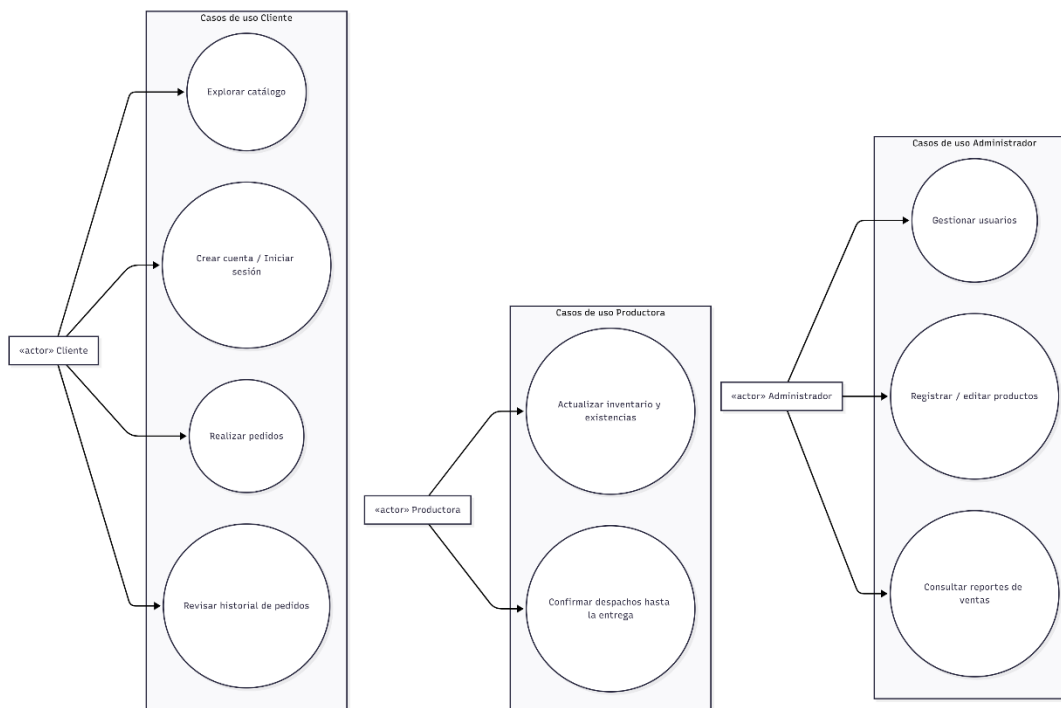 Casos de uso Cliente
Explorar catálogo
Crear cuenta / Iniciar
sesión
«actor» Cliente
Realizar pedidos
Revisar historial de pedidos
Casos de uso Productora
Actualizar inventario y
existencias
«actor» Productora
Confirmar despachos hasta
la entrega
Casos de uso Administrador
Gestionar usuarios
«actor» Administrador
Registrar / editar productos
Consultar reportes de
ventas